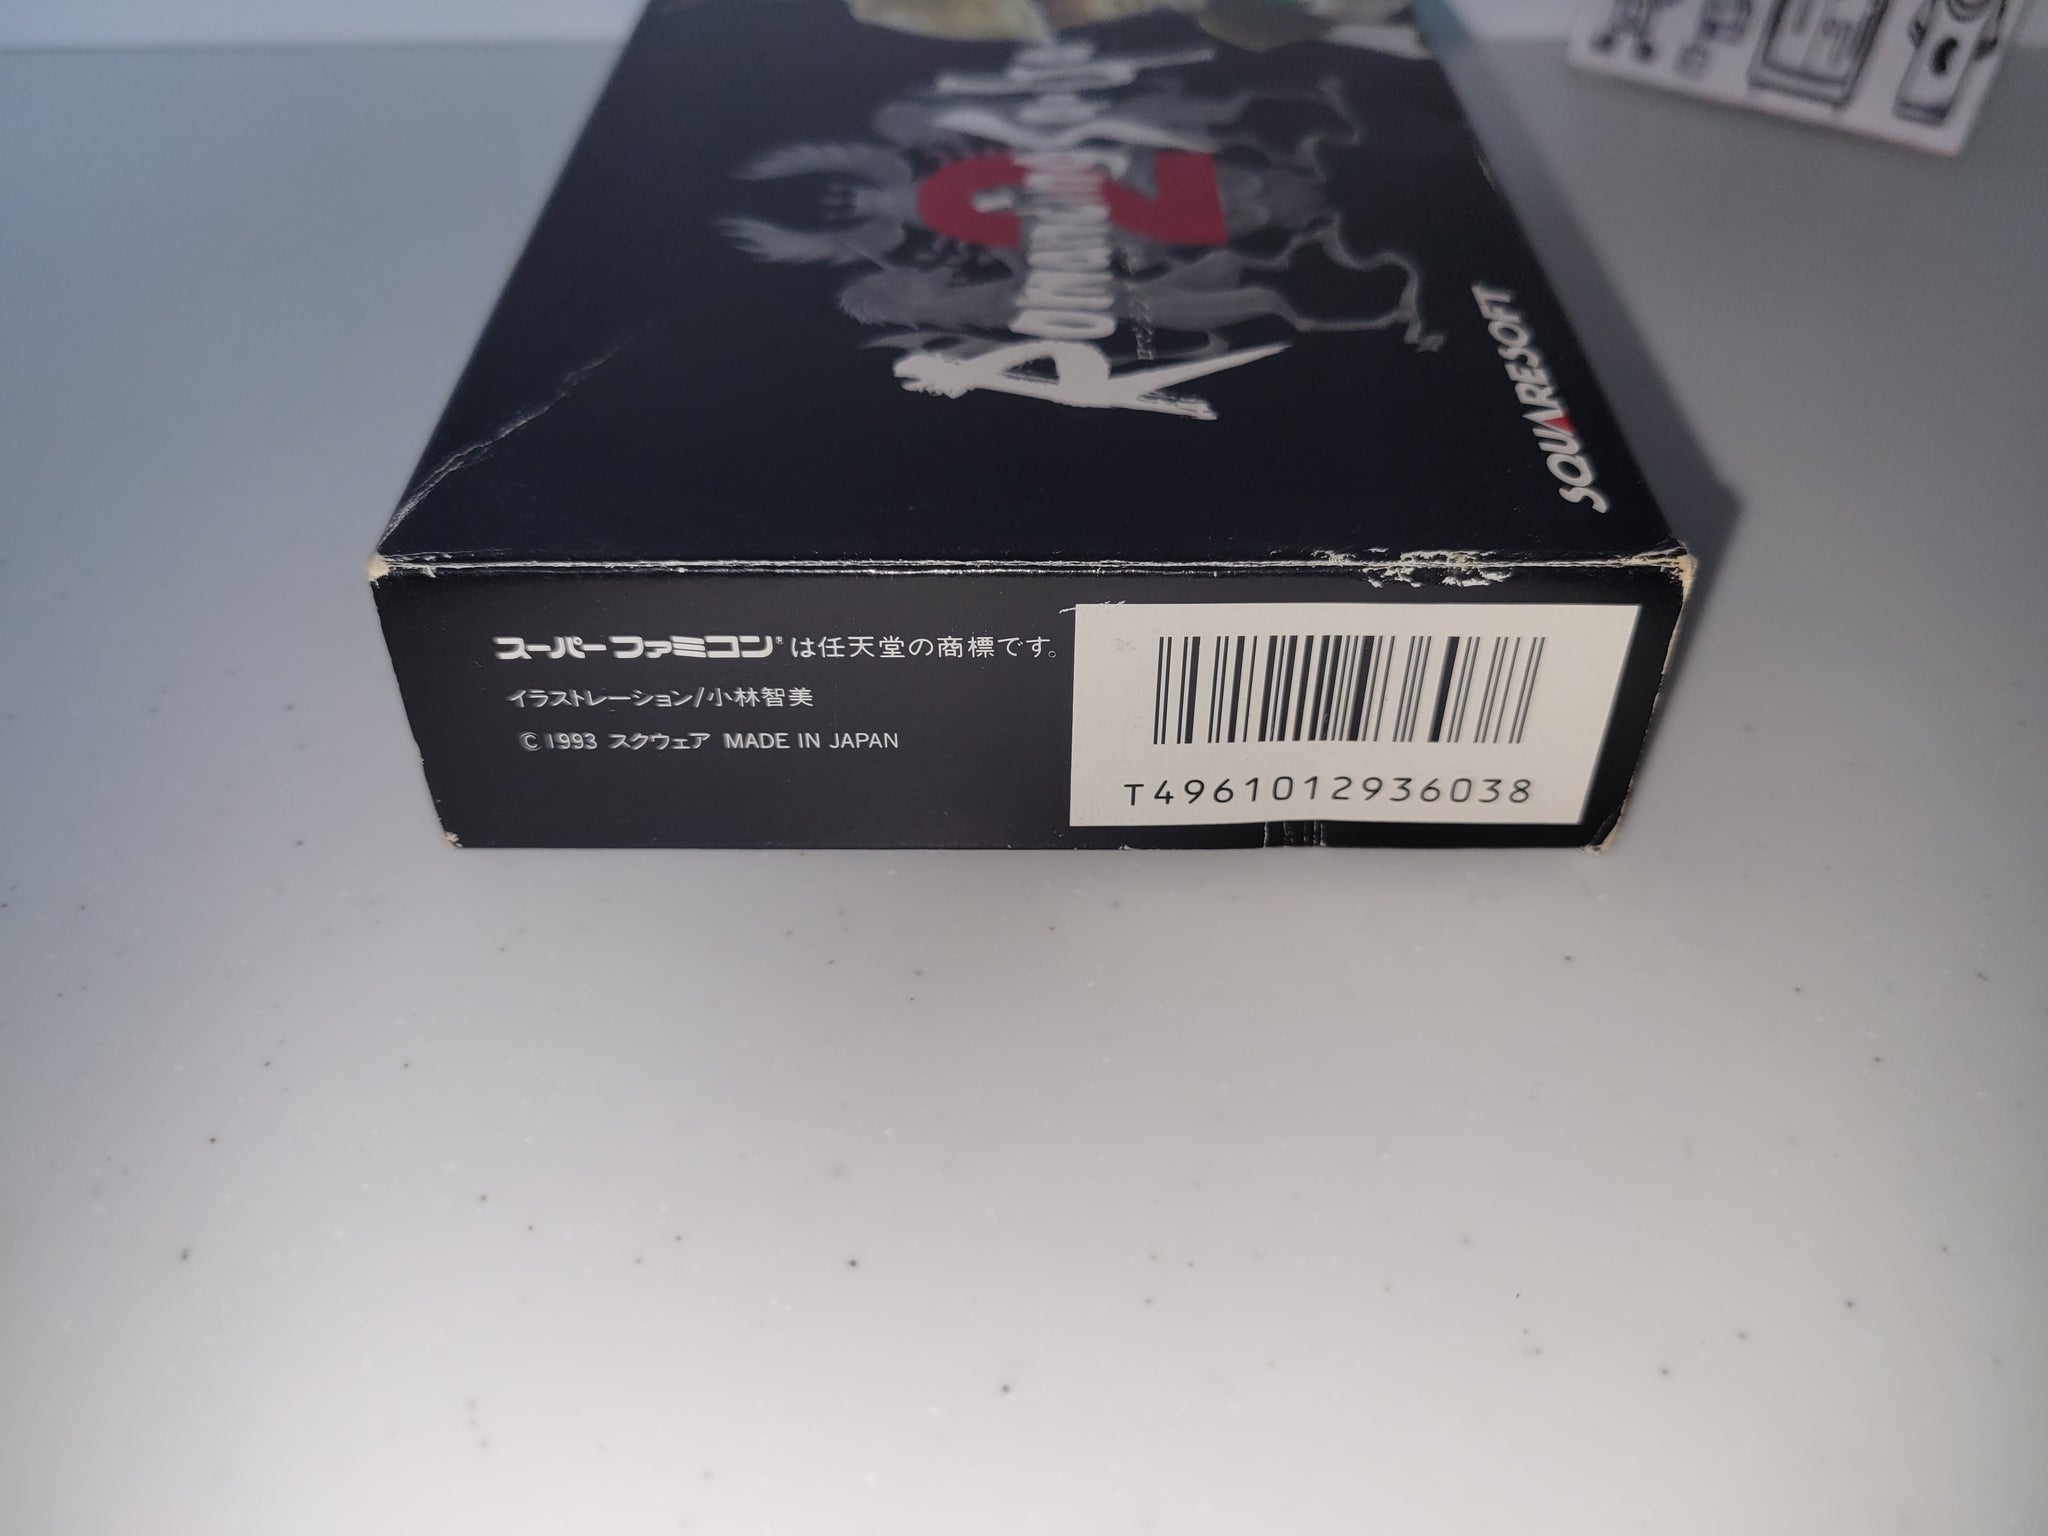 ROMANCING SA·GA
2
SQUARESOFT
スーパーファミコン®は任天堂の商標です。
イラストレーション/小林智美
© 1993 スクウェア MADE IN JAPAN
T4961012936038